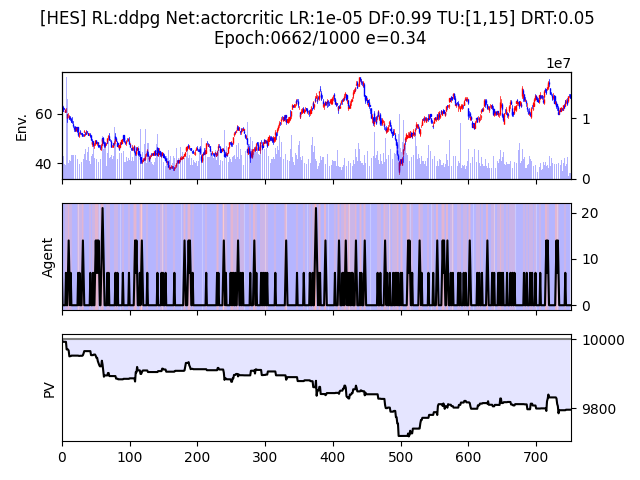 [HES] RL:ddpg Net:actorcritic LR:1e-05 DF:0.99 TU:[1,15] DRT:0.05
Epoch:0662/1000 e=0.34
1e7
Env.
60
40
1
0
Agent
20
10
0
PV
10000
9800
0 100 200 300 400 500 600 700